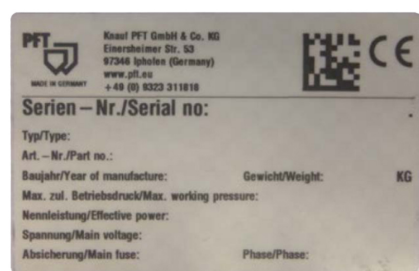 PFT
Knauf PFT GmbH & Co. KG
Einersheimer Str. 53
97346 Iphofen (Germany)
www.pft.eu
+49 (0) 9323 311818
MADE IN GERMANY
CE
Serien – Nr./Serial no:
Typ/Type:
Art. – Nr./Part no.:
Baujahr/Year of manufacture: Gewicht/Weight: KG
Max. zul. Betriebsdruck/Max. working pressure:
Nennleistung/Effective power:
Spannung/Main voltage:
Absicherung/Main fuse: Phase/Phase: